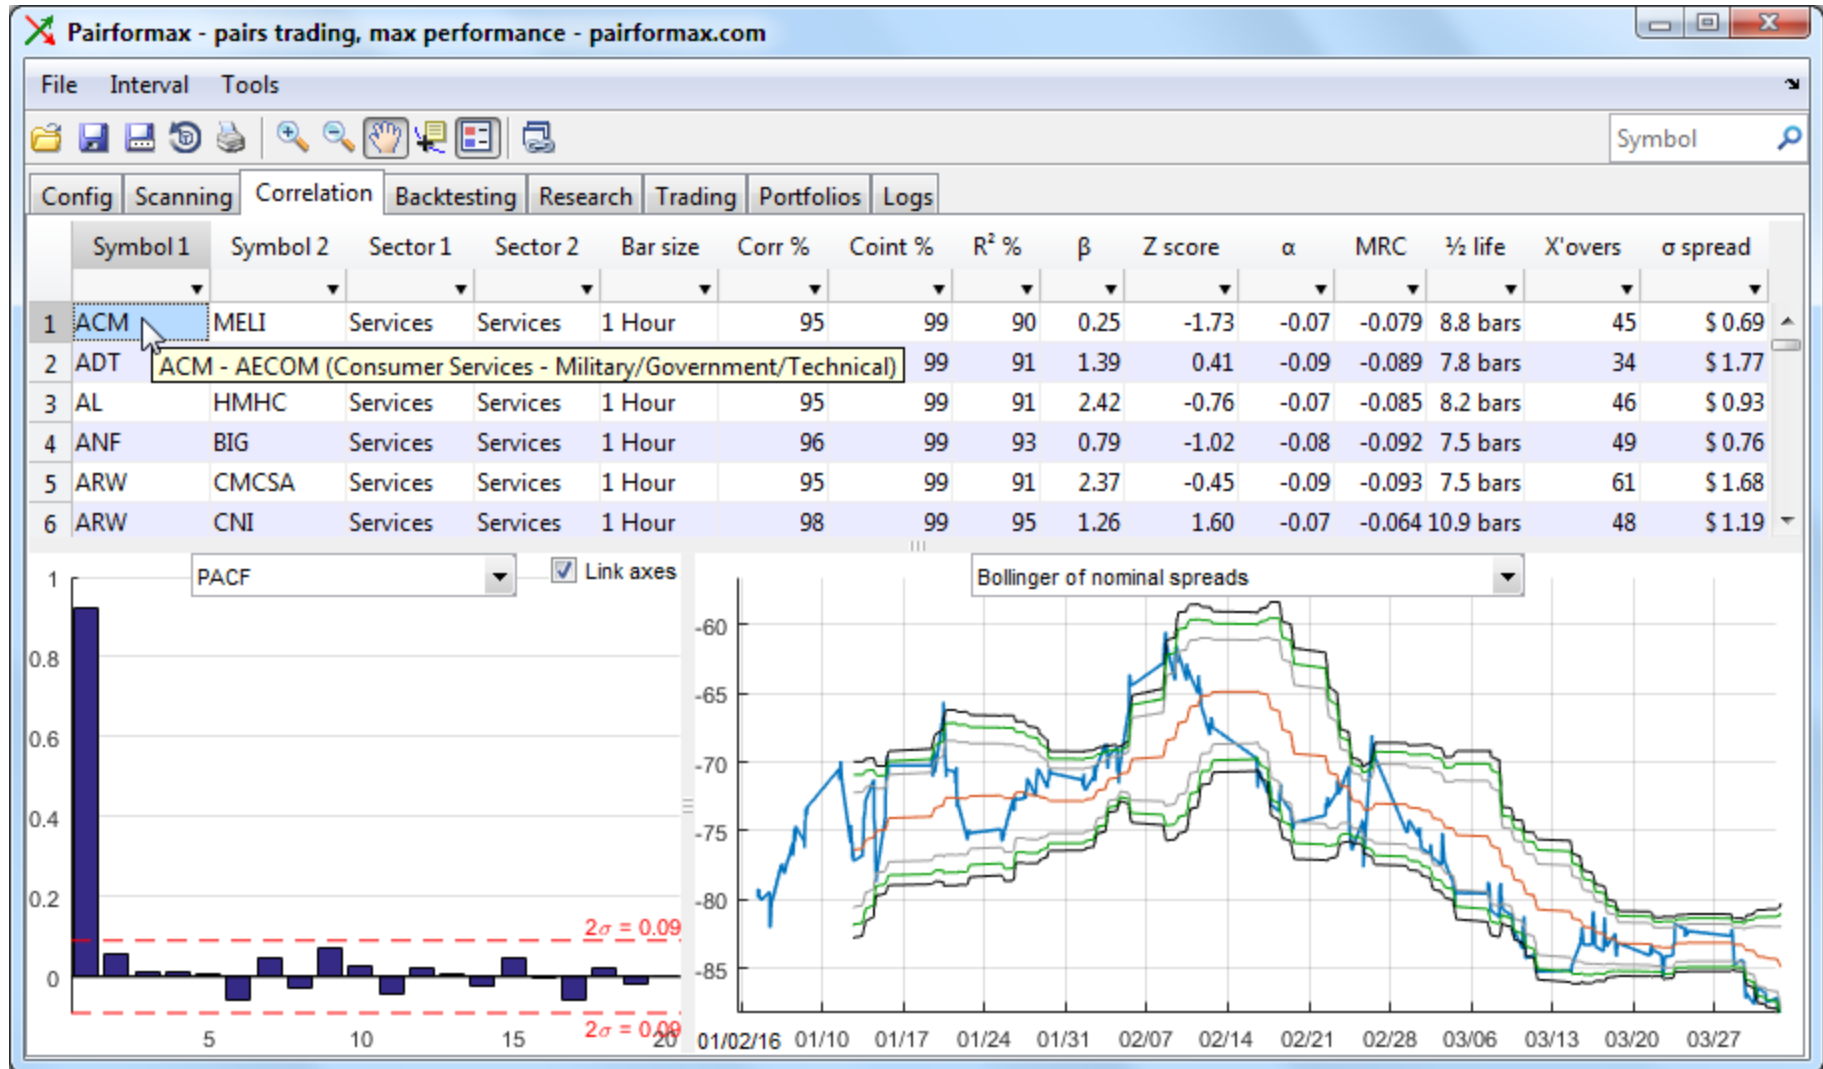 Pairformax - pairs trading, max performance - pairformax.com
File Interval Tools
Symbol
Config Scanning Correlation Backtesting Research Trading Portfolios Logs
Symbol 1 Symbol 2 Sector 1 Sector 2 Bar size Corr % Coint % R² % β Z score α MRC ½ life X'overs σ spread
1 ACM MELI Services Services 1 Hour 95 99 90 0.25 -1.73 -0.07 -0.079 8.8 bars 45 $ 0.69
2 ADT ACM - AECOM (Consumer Services - Military/Government/Technical) 99 91 1.39 0.41 -0.09 -0.089 7.8 bars 34 $ 1.77
3 AL HMHC Services Services 1 Hour 95 99 91 2.42 -0.76 -0.07 -0.085 8.2 bars 46 $ 0.93
4 ANF BIG Services Services 1 Hour 96 99 93 0.79 -1.02 -0.08 -0.092 7.5 bars 49 $ 0.76
5 ARW CMCSA Services Services 1 Hour 95 99 91 2.37 -0.45 -0.09 -0.093 7.5 bars 61 $ 1.68
6 ARW CNI Services Services 1 Hour 98 99 95 1.26 1.60 -0.07 -0.064 10.9 bars 48 $ 1.19
PACF
Link axes
1
0.8
0.6
0.4
0.2
0
2σ = 0.09
2σ = 0.09
5 10 15 20
Bollinger of nominal spreads
-60
-65
-70
-75
-80
-85
01/02/16 01/10 01/17 01/24 01/31 02/07 02/14 02/21 02/28 03/06 03/13 03/20 03/27